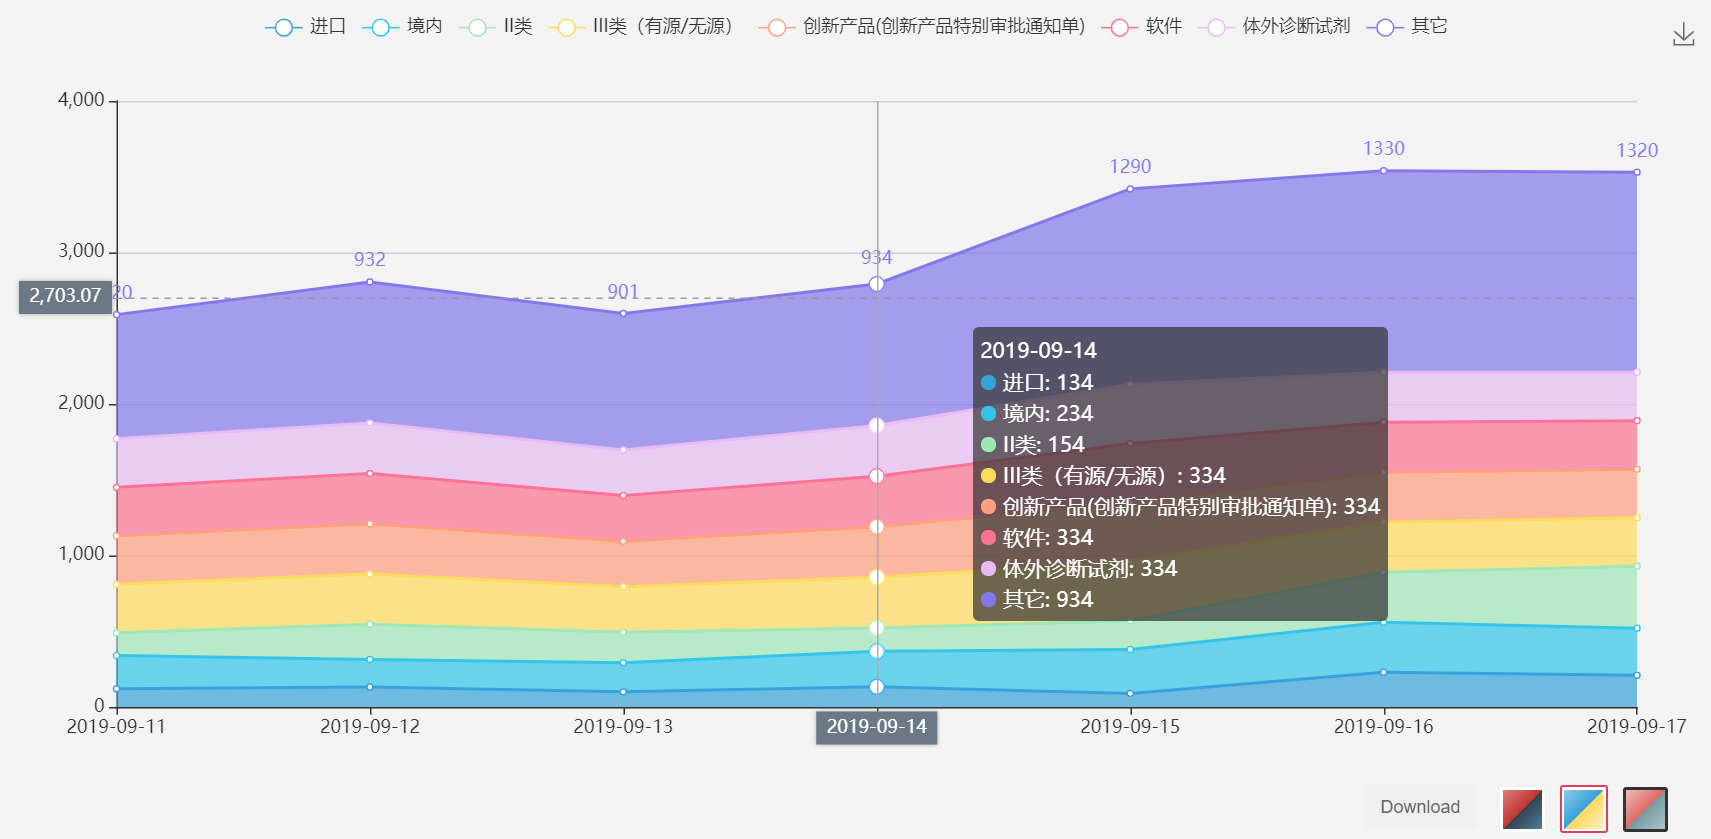 进口 境内 II类 III类（有源/无源） 创新产品(创新产品特别审批通知单) 软件 体外诊断试剂 其它
4,000
1330
1320
1290
3,000
932
934
901
2,703.07
20
2019-09-14
进口: 134
境内: 234
II类: 154
III类（有源/无源）: 334
创新产品(创新产品特别审批通知单): 334
软件: 334
体外诊断试剂: 334
其它: 934
2,000
1,000
0
2019-09-11 2019-09-12 2019-09-13 2019-09-14 2019-09-15 2019-09-16 2019-09-17
Download